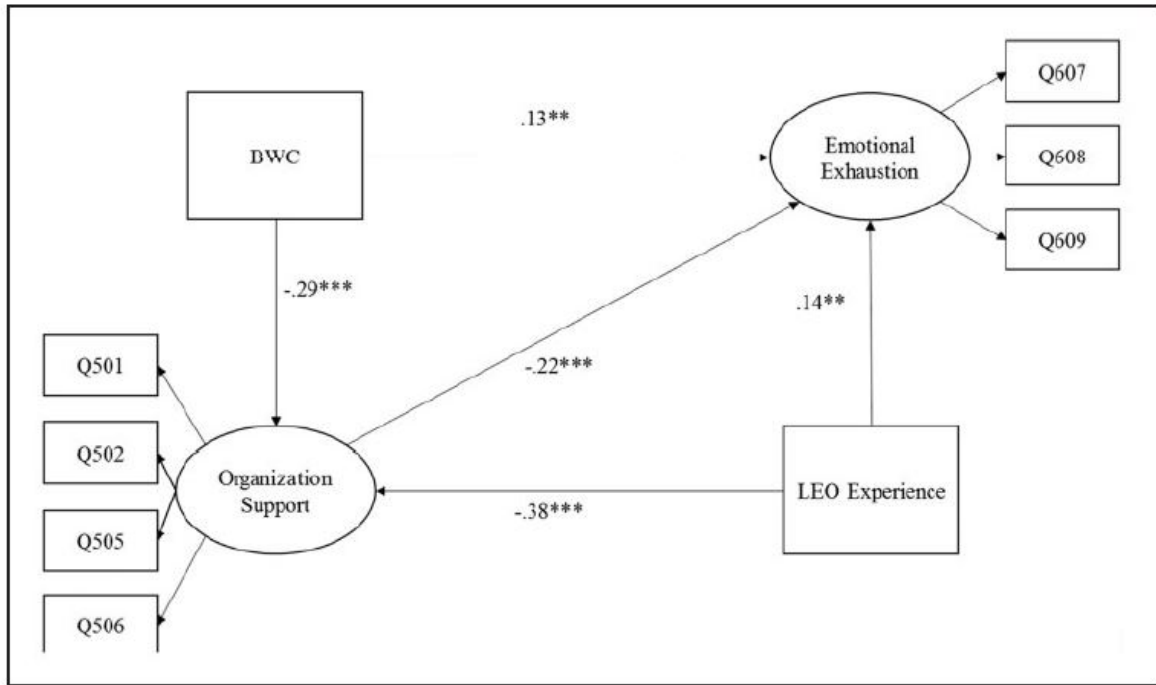 Q607
.13**
BWC
Emotional
Exhaustion
Q608
Q609
-.29***
.14**
Q501
-.22***
Q502
Organization
Support
LEO Experience
-.38***
Q505
Q506